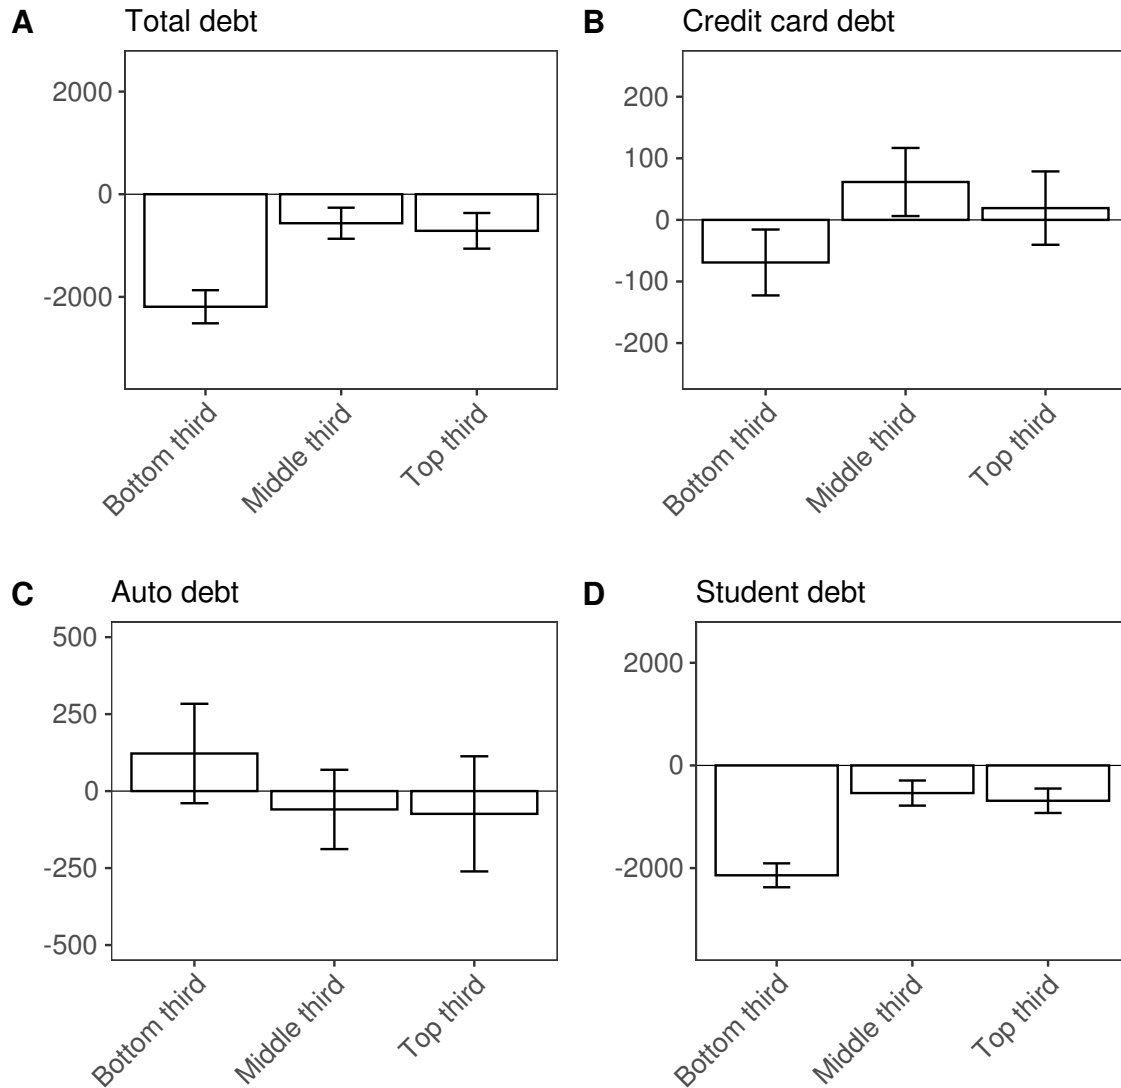 A Total debt
2000
0
-2000
Bottom third
Middle third
Top third
B Credit card debt
200
100
0
-100
-200
Bottom third
Middle third
Top third
C Auto debt
500
250
0
-250
-500
Bottom third
Middle third
Top third
D Student debt
2000
0
-2000
Bottom third
Middle third
Top third